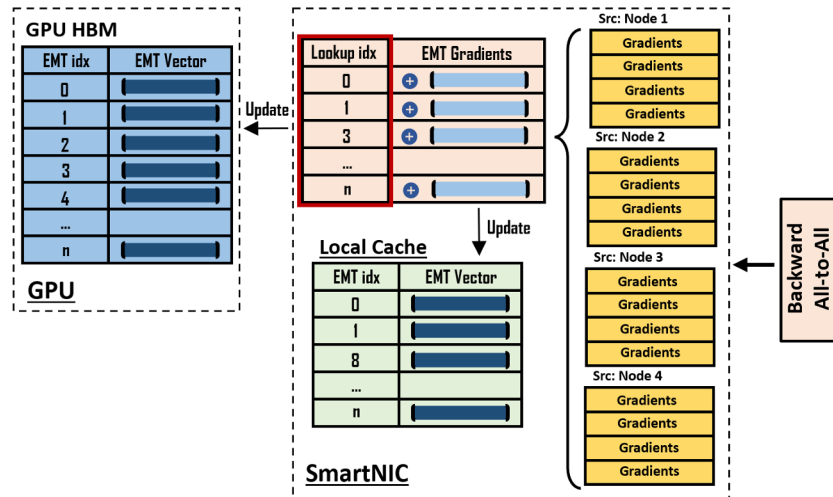 GPU HBM
EMT idx EMT Vector
0
1
2
3
4
...
n
GPU
Update
Lookup idx EMT Gradients
0 +
1 +
3 +
...
n +
Update
Local Cache
EMT idx EMT Vector
0
1
8
...
n
SmartNIC
Src: Node 1
Gradients
Gradients
Gradients
Gradients
Src: Node 2
Gradients
Gradients
Gradients
Gradients
Src: Node 3
Gradients
Gradients
Gradients
Gradients
Src: Node 4
Gradients
Gradients
Gradients
Gradients
Backward
All-to-All